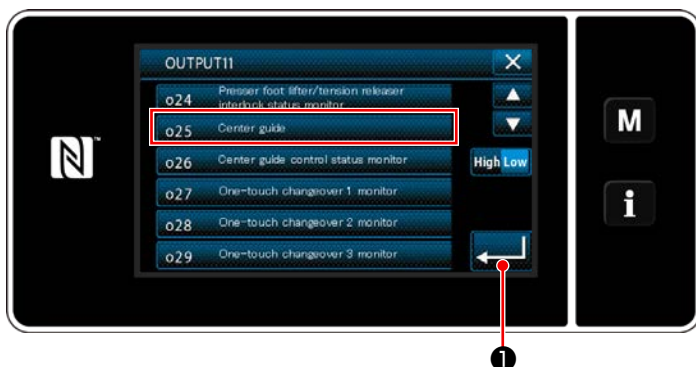 OUTPUT11
o24 Presser foot lifter/tension releaser
interlock status monitor
o25 Center guide
o26 Center guide control status monitor
High Low
o27 One-touch changeover 1 monitor
o28 One-touch changeover 2 monitor
o29 One-touch changeover 3 monitor
M
i
N
™
❶